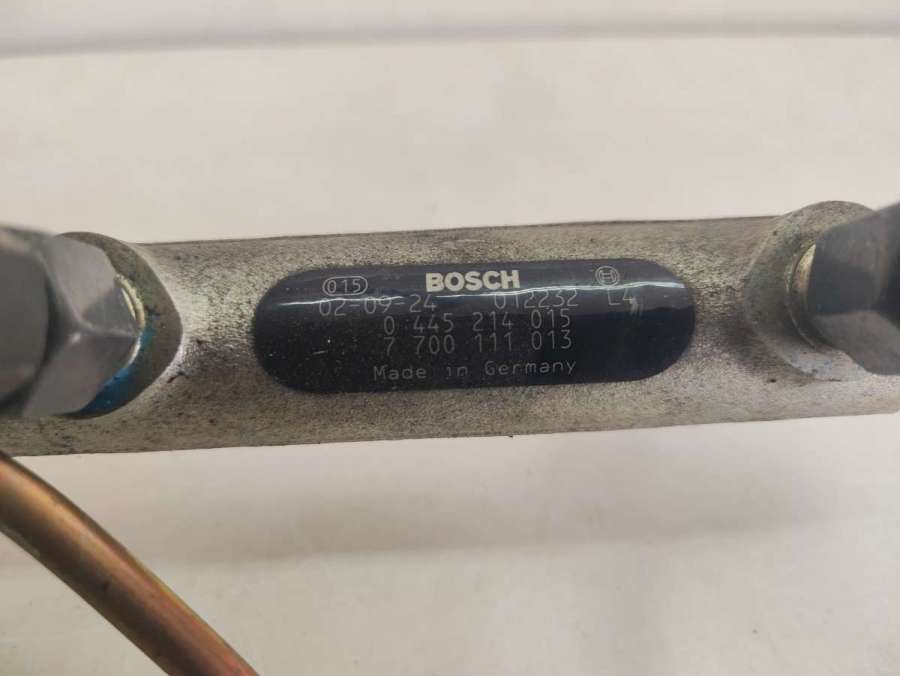 015 BOSCH
02-09-24 012232 L4
0 445 214 015
7 700 111 013
Made in Germany